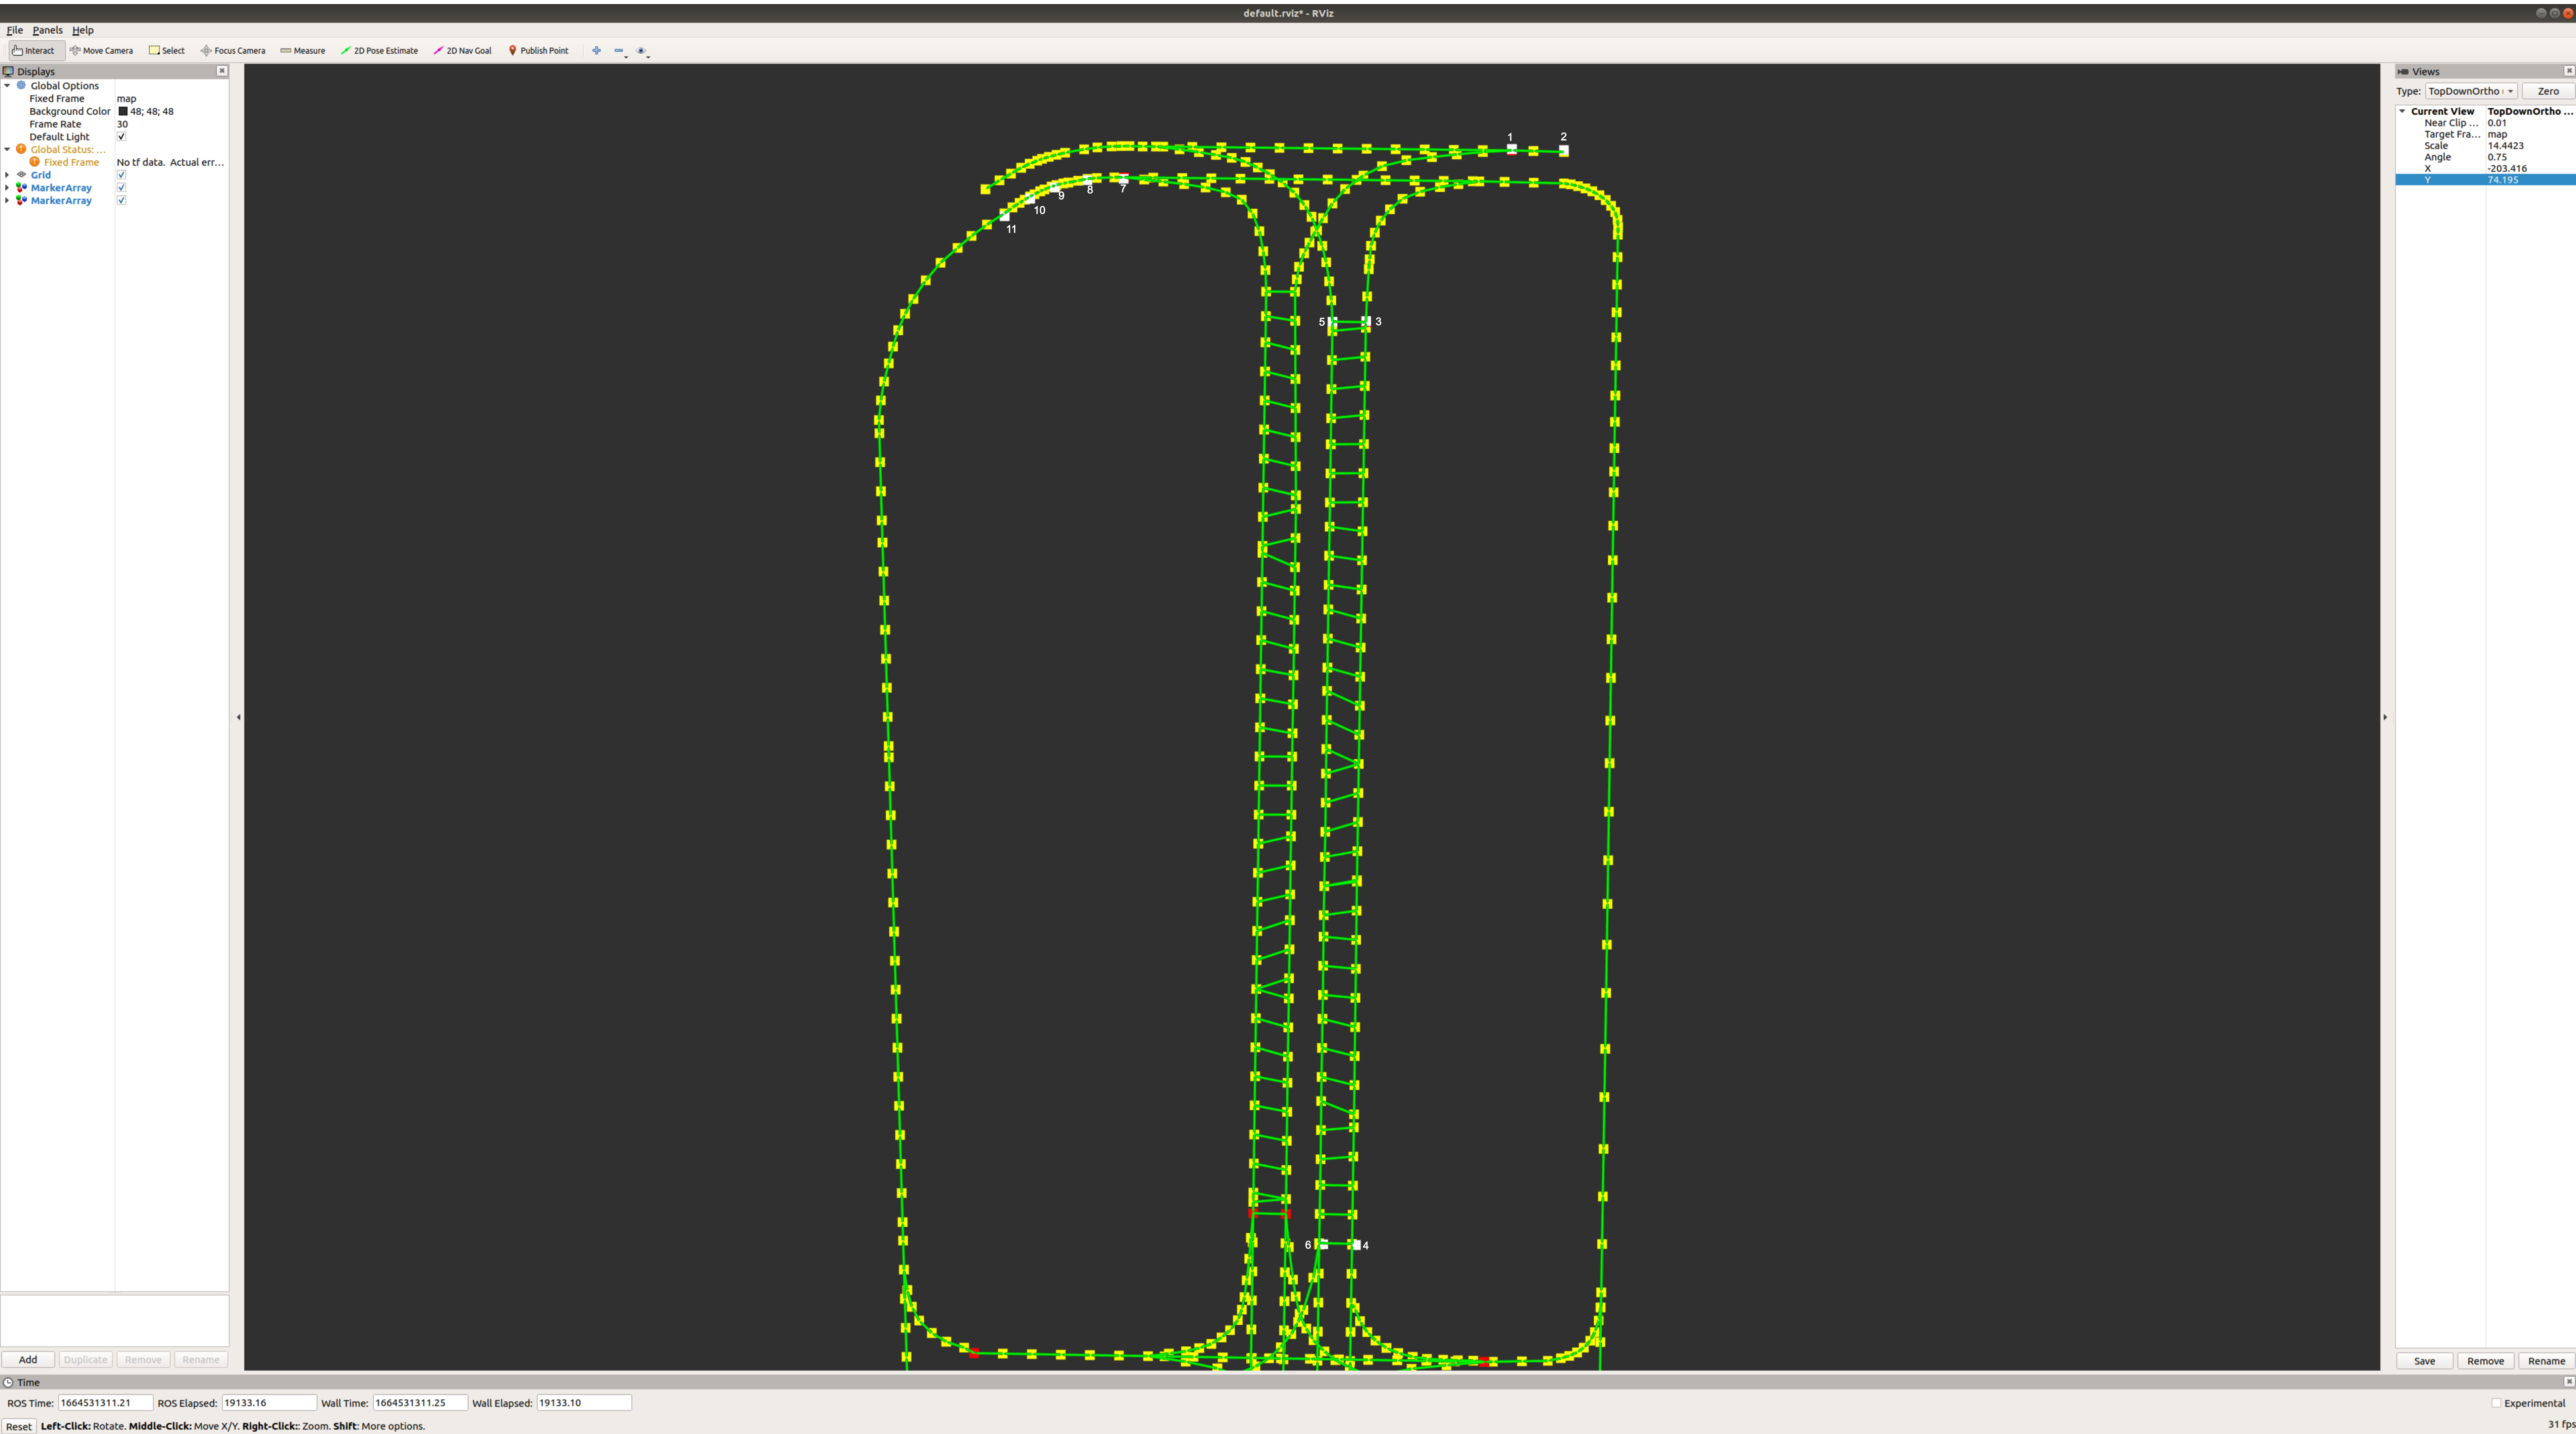 default.rviz* - RViz
File Panels Help
Interact Move Camera Select Focus Camera Measure 2D Pose Estimate 2D Nav Goal Publish Point
Displays
Global Options
Fixed Frame map
Background Color 48; 48; 48
Frame Rate 30
Default Light
Global Status: ...
Fixed Frame No tf data. Actual err...
Grid
MarkerArray
MarkerArray
Add Duplicate Remove Rename
1 2
7
8
9
10
11
5 3
6 4
Views
Type: TopDownOrtho Zero
Current View TopDownOrtho ...
Near Clip ... 0.01
Target Fra... map
Scale 14.4423
Angle 0.75
X -203.416
Y 74.195
Save Remove Rename
Time
ROS Time: 1664531311.21 ROS Elapsed: 19133.16 Wall Time: 1664531311.25 Wall Elapsed: 19133.10 Experimental
Reset Left-Click: Rotate. Middle-Click: Move X/Y. Right-Click:: Zoom. Shift: More options. 31 fps